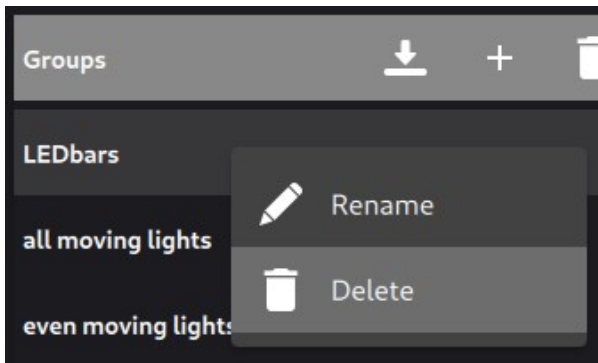 Groups
LEDbars
Rename
all moving lights
Delete
even moving lights